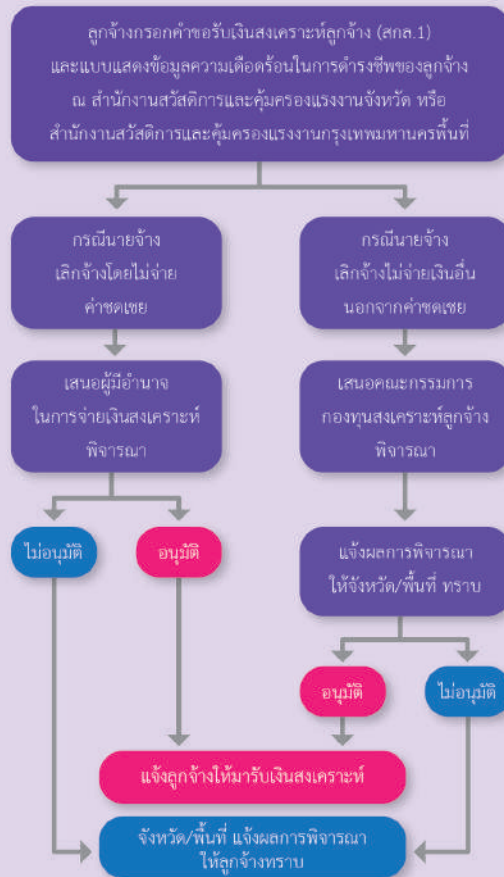 ลูกจ้างกรอกคำขอรับเงินสงเคราะห์ลูกจ้าง (สกล.1)
และแบบแสดงข้อมูลความเดือดร้อนในการดำรงชีพของลูกจ้าง
ณ สำนักงานสวัสดิการและคุ้มครองแรงงานจังหวัด หรือ
สำนักงานสวัสดิการและคุ้มครองแรงงานกรุงเทพมหานครพื้นที่
กรณีนายจ้าง
เลิกจ้างโดยไม่จ่าย
ค่าชดเชย
กรณีนายจ้าง
เลิกจ้างไม่จ่ายเงินอื่น
นอกจากค่าชดเชย
เสนอผู้มีอำนาจ
ในการจ่ายเงินสงเคราะห์
พิจารณา
เสนอคณะกรรมการ
กองทุนสงเคราะห์ลูกจ้าง
พิจารณา
ไม่อนุมัติ
อนุมัติ
แจ้งผลการพิจารณา
ให้จังหวัด/พื้นที่ ทราบ
อนุมัติ
ไม่อนุมัติ
แจ้งลูกจ้างให้มารับเงินสงเคราะห์
จังหวัด/พื้นที่ แจ้งผลการพิจารณา
ให้ลูกจ้างทราบ